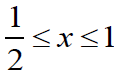 1/2 ≤ x ≤ 1